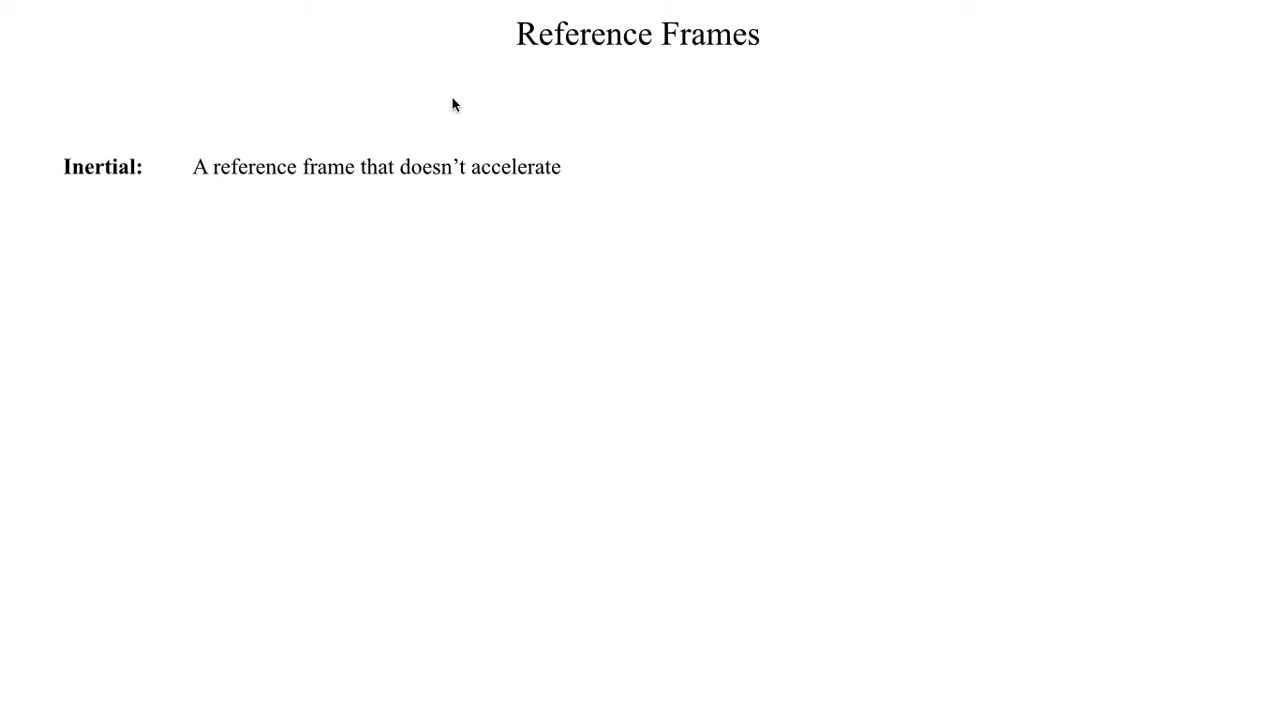 Reference Frames
Inertial: A reference frame that doesn’t accelerate